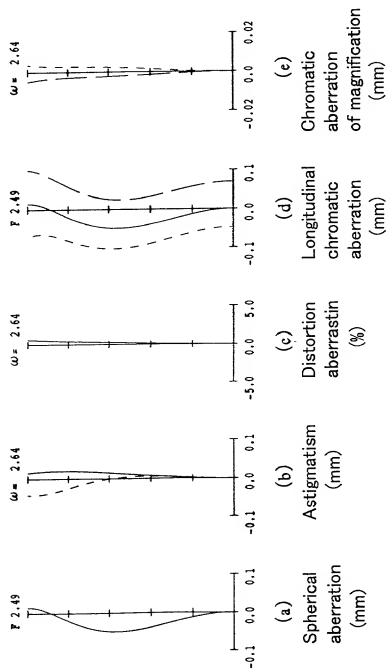 F 2.49
-0.1 0.0 0.1
(a)
Spherical
aberration
(mm)
ω= 2.64
-0.1 0.0 0.1
(b)
Astigmatism
(mm)
ω= 2.64
-5.0 0.0 5.0
(c)
Distortion
aberrastin
(%)
F 2.49
-0.1 0.0 0.1
(d)
Longitudinal
chromatic
aberration
(mm)
ω= 2.64
-0.02 0.0 0.02
(e)
Chromatic
aberration
of magnification
(mm)